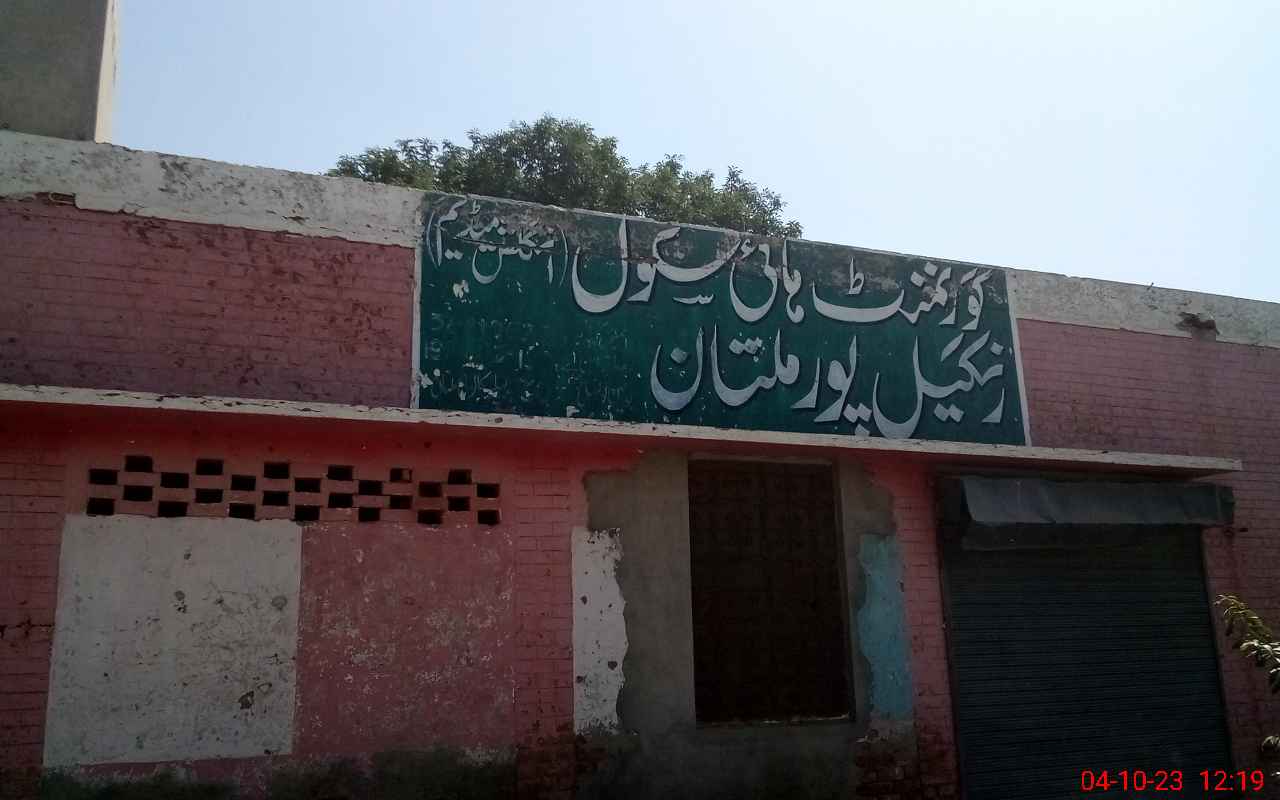 گورنمنٹ ہائی سکول (انگلش میڈیم)
زکیل پور ملتان
04-10-23 12:19